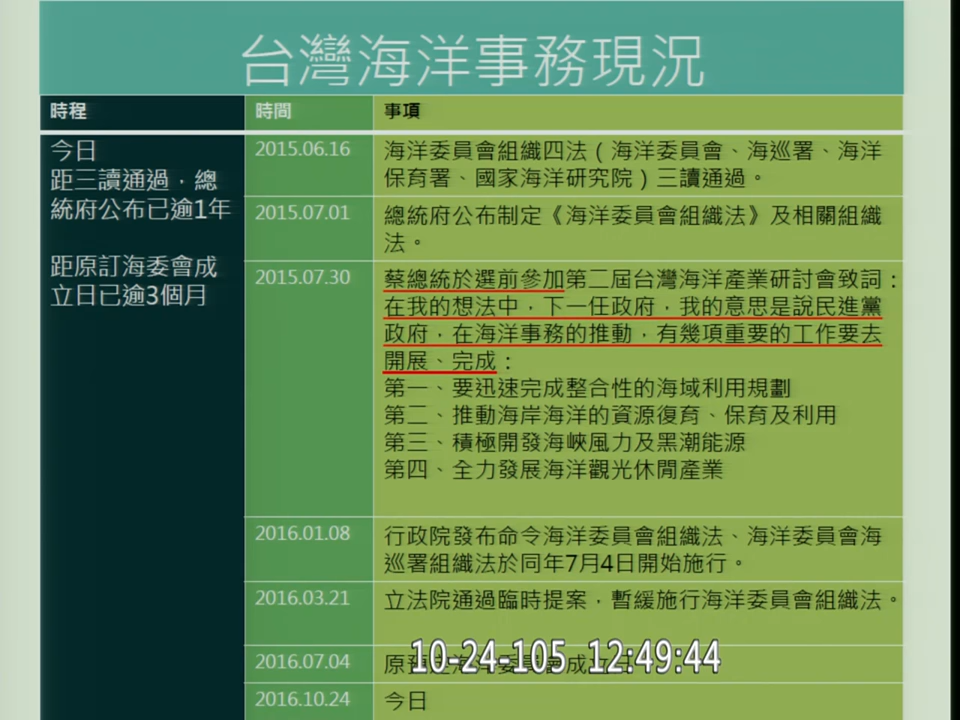 台灣海洋事務現況
時程
時間
事項
今日
距三讀通過，總
統府公布已逾1年
距原訂海委會成
立日已逾3個月
2015.06.16
海洋委員會組織四法（海洋委員會、海巡署、海洋
保育署、國家海洋研究院）三讀通過。
2015.07.01
總統府公布制定《海洋委員會組織法》及相關組織
法。
2015.07.30
蔡總統於選前參加第二屆台灣海洋產業研討會致詞：
在我的想法中，下一任政府，我的意思是說民進黨
政府，在海洋事務的推動，有幾項重要的工作要去
開展、完成：
第一、要迅速完成整合性的海域利用規劃
第二、推動海岸海洋的資源復育、保育及利用
第三、積極開發海峽風力及黑潮能源
第四、全力發展海洋觀光休閒產業
2016.01.08
行政院發布命令海洋委員會組織法、海洋委員會海
巡署組織法於同年7月4日開始施行。
2016.03.21
立法院通過臨時提案，暫緩施行海洋委員會組織法。
2016.07.04
原
10-24-105 12:49:44
2016.10.24
今日